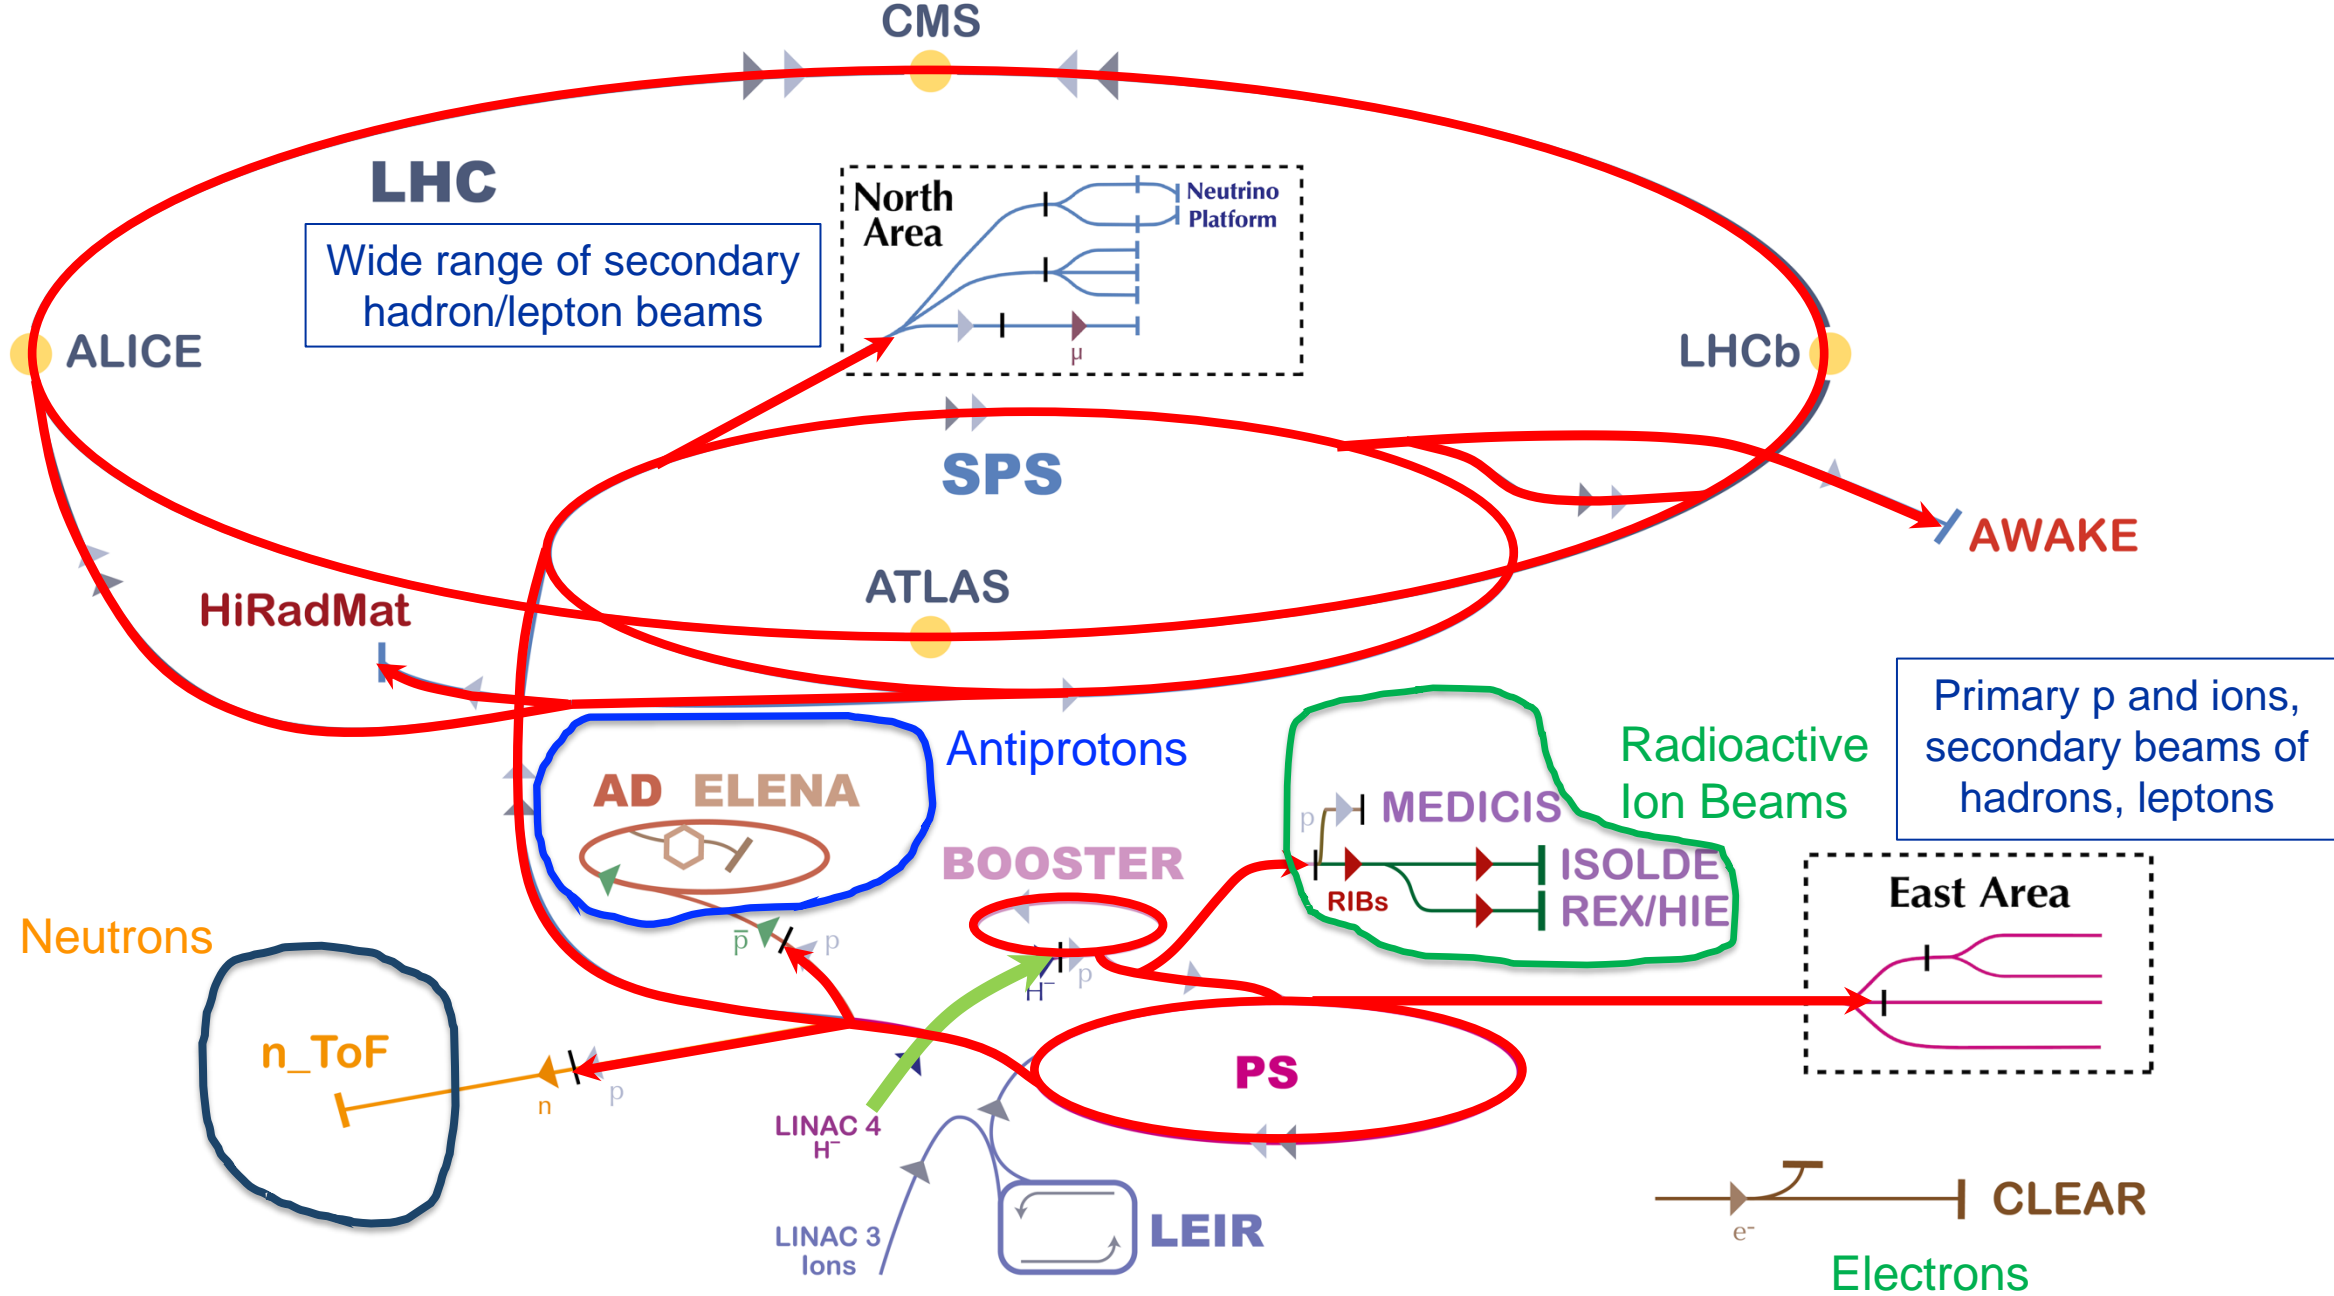 CMS
LHC
North
Area
Neutrino
Platform
Wide range of secondary
hadron/lepton beams
μ
ALICE
LHCb
SPS
AWAKE
ATLAS
HiRadMat
Antiprotons
Radioactive
Ion Beams
Primary p and ions,
secondary beams of
hadrons, leptons
AD ELENA
p MEDICIS
BOOSTER
ISOLDE
RIBs
REX/HIE
East Area
Neutrons
p̅ p
H⁻ p
n_ToF
n p
PS
LINAC 4
H⁻
LINAC 3
Ions
LEIR
CLEAR
e⁻
Electrons